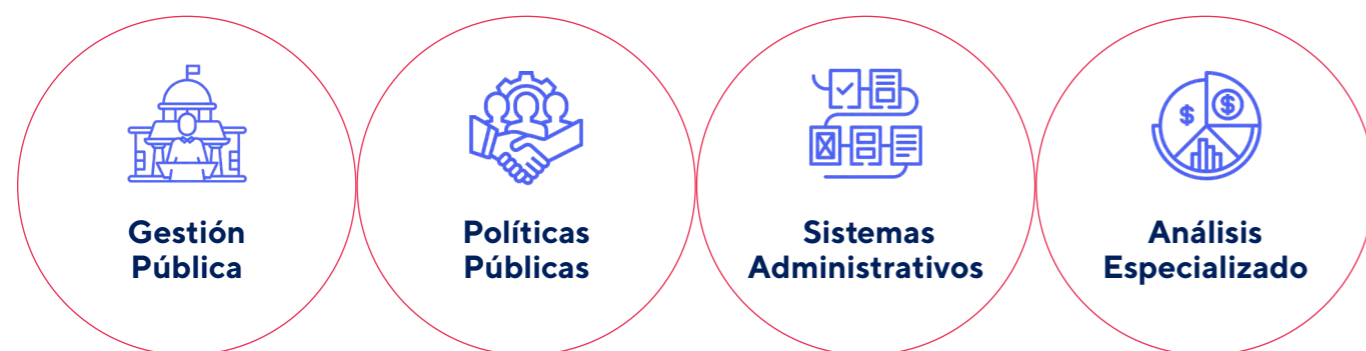 Gestión
Pública
Políticas
Públicas
Sistemas
Administrativos
Análisis
Especializado